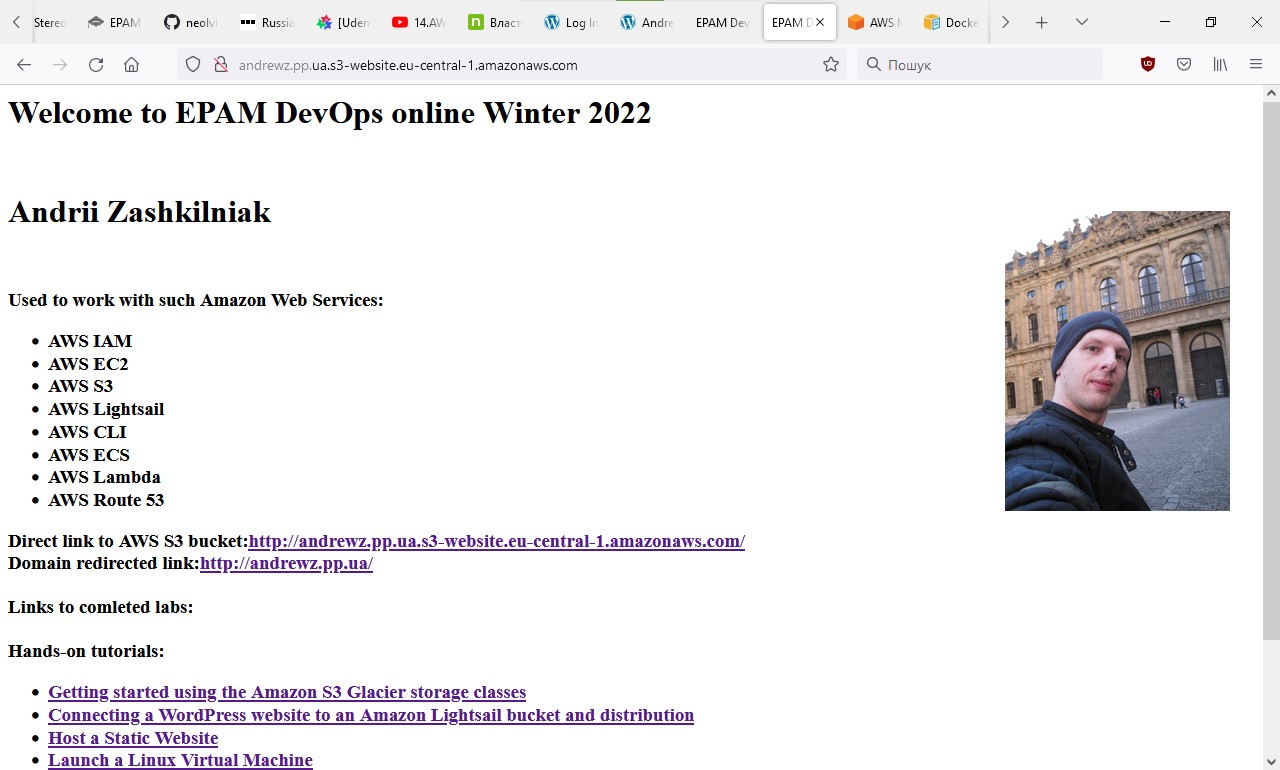 Stereo
EPAM
neolvi
Russia
[Udem
14.AW
Власт
Log In
Andre
EPAM Dev
EPAM D
AWS
Docke
andrewz.pp.ua.s3-website.eu-central-1.amazonaws.com
Пошук
Welcome to EPAM DevOps online Winter 2022
Andrii Zashkilniak
Used to work with such Amazon Web Services:
AWS IAM
AWS EC2
AWS S3
AWS Lightsail
AWS CLI
AWS ECS
AWS Lambda
AWS Route 53
Direct link to AWS S3 bucket:http://andrewz.pp.ua.s3-website.eu-central-1.amazonaws.com/
Domain redirected link:http://andrewz.pp.ua/
Links to comleted labs:
Hands-on tutorials:
Getting started using the Amazon S3 Glacier storage classes
Connecting a WordPress website to an Amazon Lightsail bucket and distribution
Host a Static Website
Launch a Linux Virtual Machine